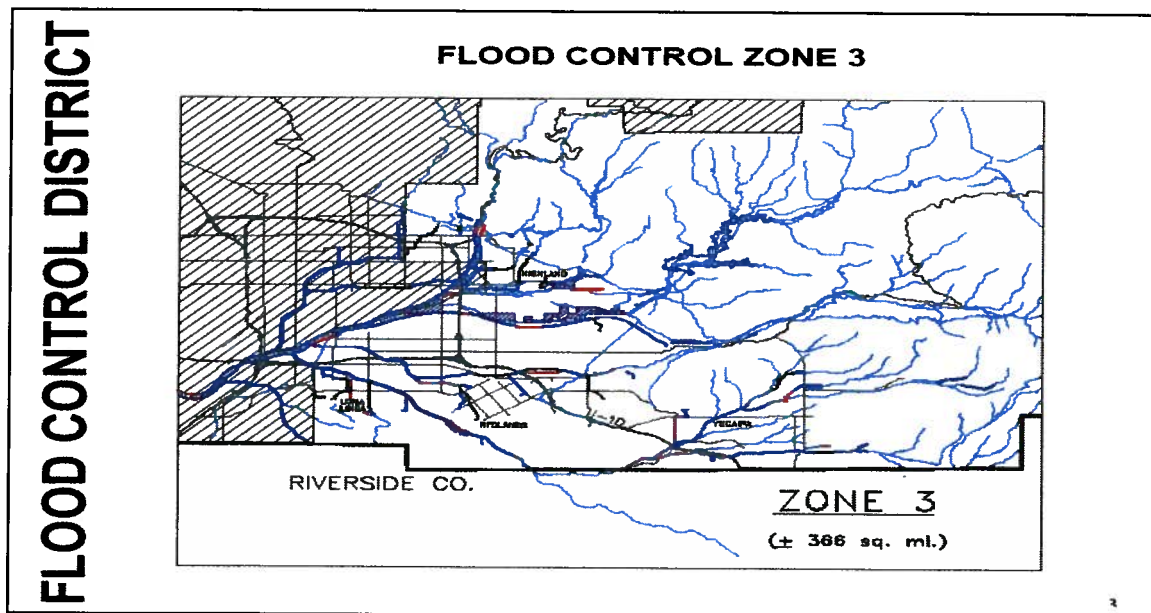 FLOOD CONTROL DISTRICT
FLOOD CONTROL ZONE 3
HIGHLAND
LOMA
LINDA
REDLANDS
I-10
YUCAIPA
RIVERSIDE CO.
ZONE 3
(± 366 sq. mi.)